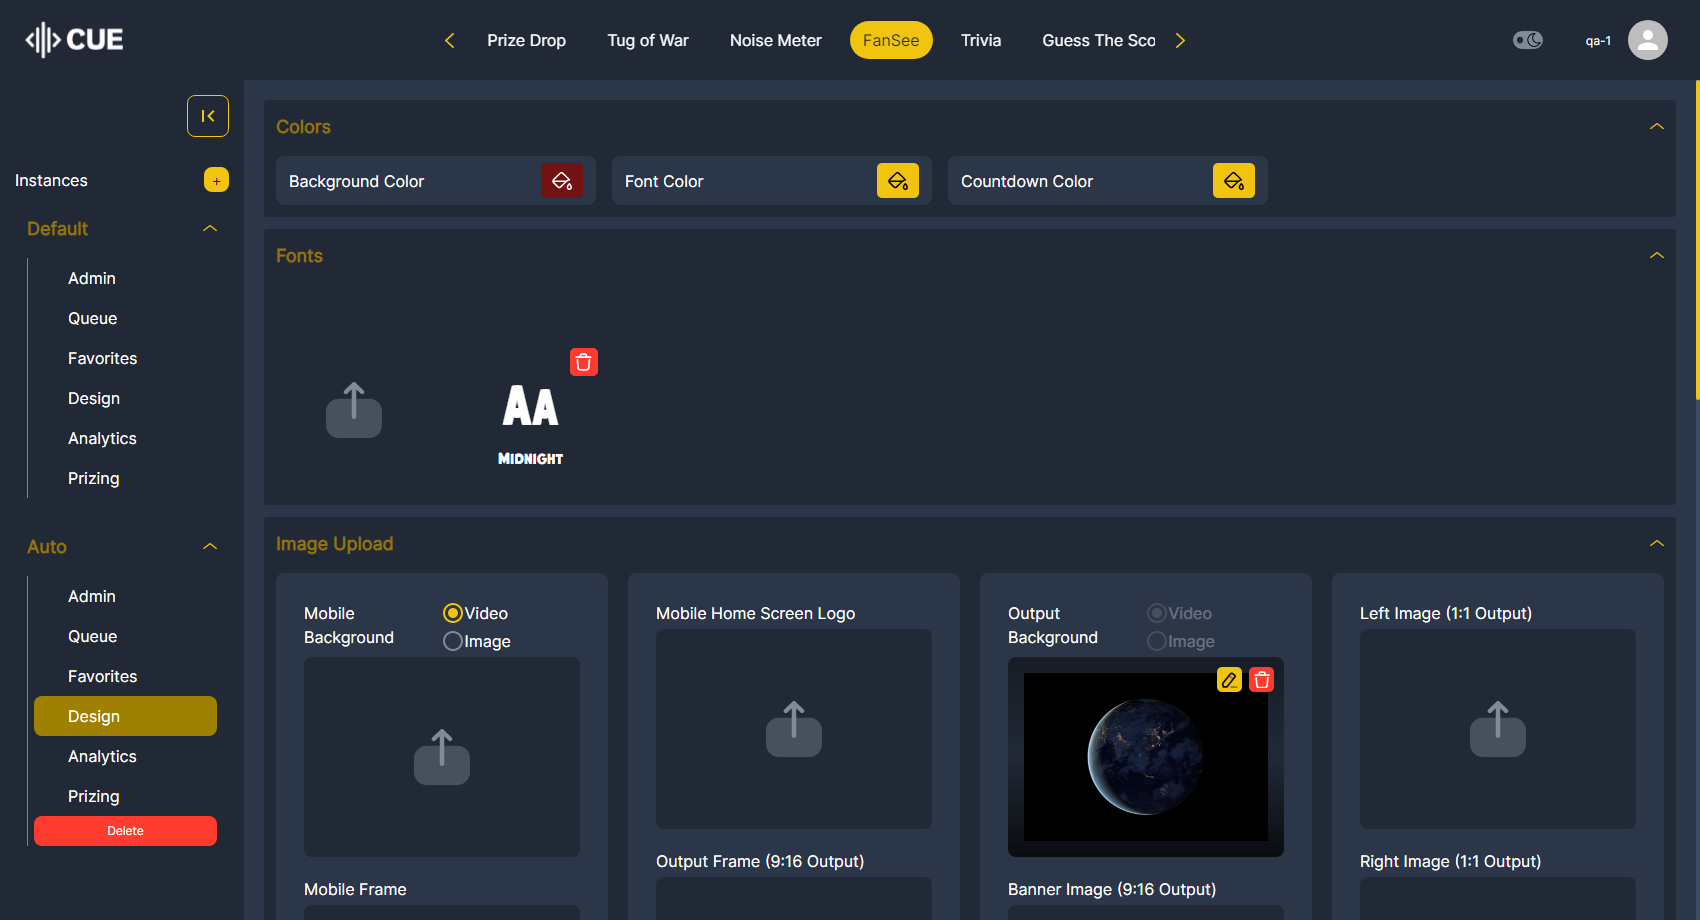 CUE
Prize Drop
Tug of War
Noise Meter
FanSee
Trivia
Guess The Sco
qa-1
Instances
+
Default
Admin
Queue
Favorites
Design
Analytics
Prizing
Auto
Admin
Queue
Favorites
Design
Analytics
Prizing
Delete
Colors
Background Color
Font Color
Countdown Color
Fonts
AA
MIDNIGHT
Image Upload
Mobile
Background
Video
Image
Mobile Frame
Mobile Home Screen Logo
Output Frame (9:16 Output)
Output
Background
Video
Image
Banner Image (9:16 Output)
Left Image (1:1 Output)
Right Image (1:1 Output)